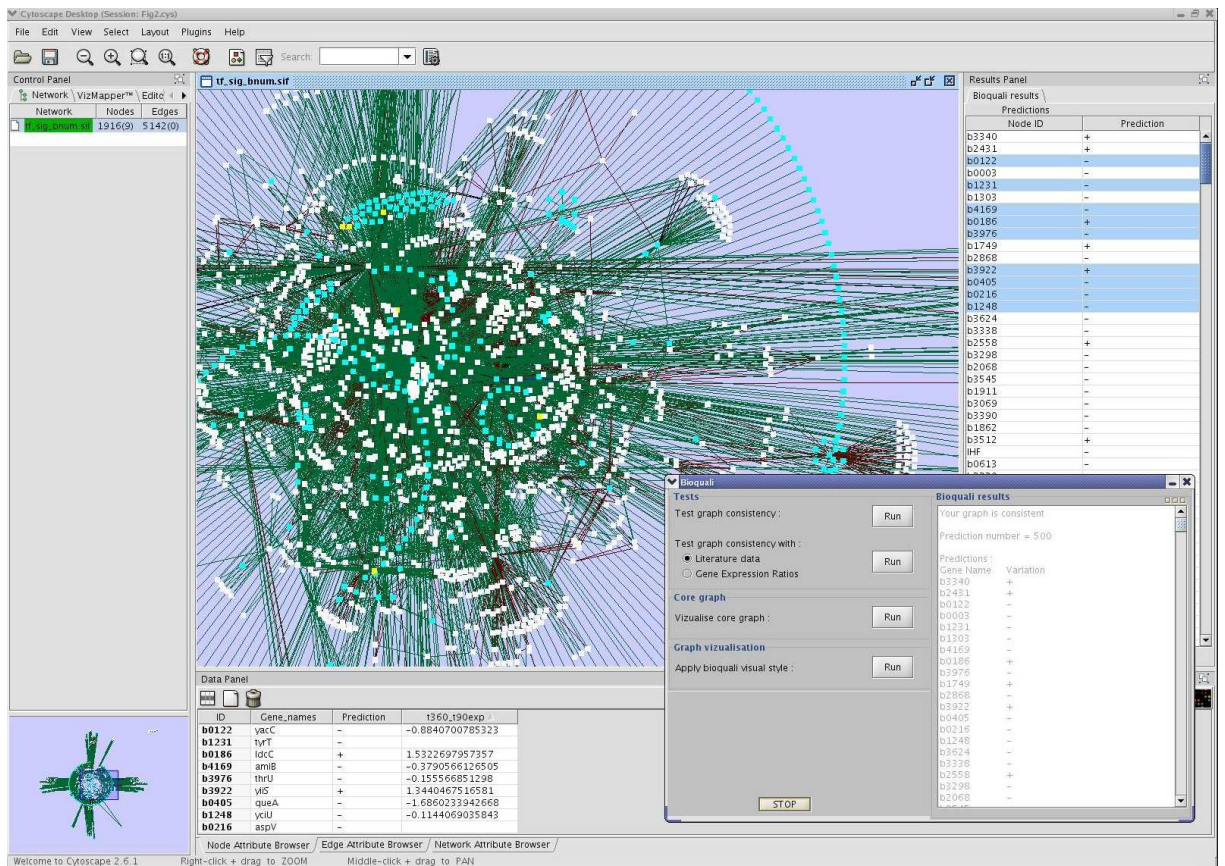 Cytoscape Desktop (Session: Fig2.cys)
File Edit View Select Layout Plugins Help
Search:
Control Panel
Network VizMapper™ Edito
Network Nodes Edges
tf_sig_bnum.sif 1916(9) 5142(0)
tf_sig_bnum.sif
Results Panel
Bioquali results
Predictions
Node ID Prediction
b3340 +
b2431 +
b0122 –
b0003 –
b1231 –
b1303 –
b4169 –
b0186 +
b3976 –
b1749 +
b2868 –
b3922 +
b0405 –
b0216 –
b1248 –
b3624 –
b3338 –
b2558 +
b3298 –
b2068 –
b3545 –
b1911 –
b3069 –
b3390 –
b1862 –
b3512 +
IHF –
b0613 –
Bioquali
Tests
Test graph consistency : Run
Test graph consistency with :
Literature data Run
Gene Expression Ratios
Core graph
Vizualise core graph : Run
Graph vizualisation
Apply bioquali visual style : Run
STOP
Bioquali results
Your graph is consistent
Prediction number = 500
Predictions :
Gene Name Variation
b3340 +
b2431 +
b0122 –
b0003 –
b1231 –
b1303 –
b4169 –
b0186 +
b3976 –
b1749 +
b2868 –
b3922 +
b0405 –
b0216 –
b1248 –
b3624 –
b3338 –
b2558 +
b3298 –
b2068 –
Data Panel
ID Gene_names Prediction t360_t90exp
b0122 yacC – -0.8840700785323
b1231 tyrT –
b0186 ldcC + 1.5322697957357
b4169 amiB – -0.3790566126505
b3976 thrU – -0.155566851298
b3922 yiiS + 1.3440467516581
b0405 queA – -1.6860233942668
b1248 yciU – -0.1144069035843
b0216 aspV –
Node Attribute Browser Edge Attribute Browser Network Attribute Browser
Welcome to Cytoscape 2.6.1 Right-click + drag to ZOOM Middle-click + drag to PAN